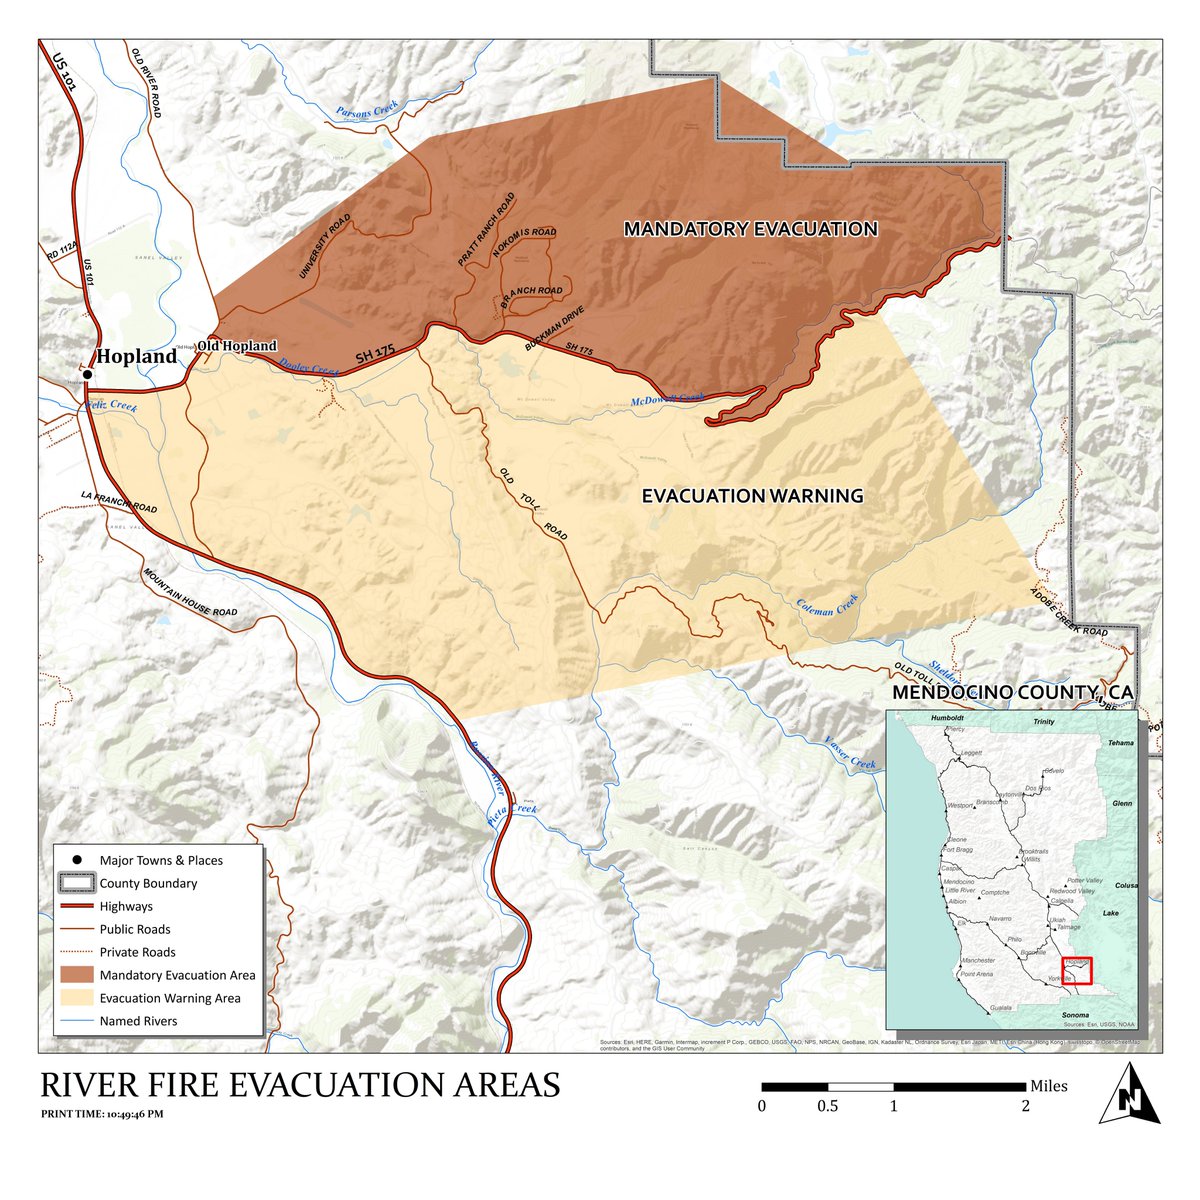 US 101
OLD RIVER ROAD
Parsons Creek
MANDATORY EVACUATION
UNIVERSITY ROAD
PRATT RANCH ROAD
NOKOMIS ROAD
RD 112A
SANEL VALLEY
US 101
BRANCH ROAD
BUCKMAN DRIVE
Old Hopland
Hopland
SH 175
SH 175
Dooley Creek
McDowell Creek
Feliz Creek
EVACUATION WARNING
LA FRANCHI ROAD
OLD TOLL ROAD
MOUNTAIN HOUSE ROAD
Coleman Creek
ADOBE CREEK ROAD
OLD TOLL
Sheldon
Vasser Creek
Russian River
Pieta Creek
MENDOCINO COUNTY, CA
Humboldt
Trinity
Tehama
Piercy
Leggett
Covelo
Dos Rios
Laytonville
Branscomb
Westport
Glenn
Cleone
Fort Bragg
Brooktrails
Willits
Caspar
Mendocino
Little River
Albion
Comptche
Potter Valley
Redwood Valley
Calpella
Colusa
Lake
Elk
Navarro
Ukiah
Talmage
Philo
Boonville
Manchester
Point Arena
Hopland
Yorkville
Gualala
Sonoma
Sources: Esri, USGS, NOAA
Major Towns & Places
County Boundary
Highways
Public Roads
Private Roads
Mandatory Evacuation Area
Evacuation Warning Area
Named Rivers
Sources: Esri, HERE, Garmin, Intermap, increment P Corp., GEBCO, USGS, FAO, NPS, NRCAN, GeoBase, IGN, Kadaster NL, Ordnance Survey, Esri Japan, METI, Esri China (Hong Kong), swisstopo, © OpenStreetMap
contributors, and the GIS User Community
RIVER FIRE EVACUATION AREAS
PRINT TIME: 10:49:46 PM
Miles
0 0.5 1 2
N